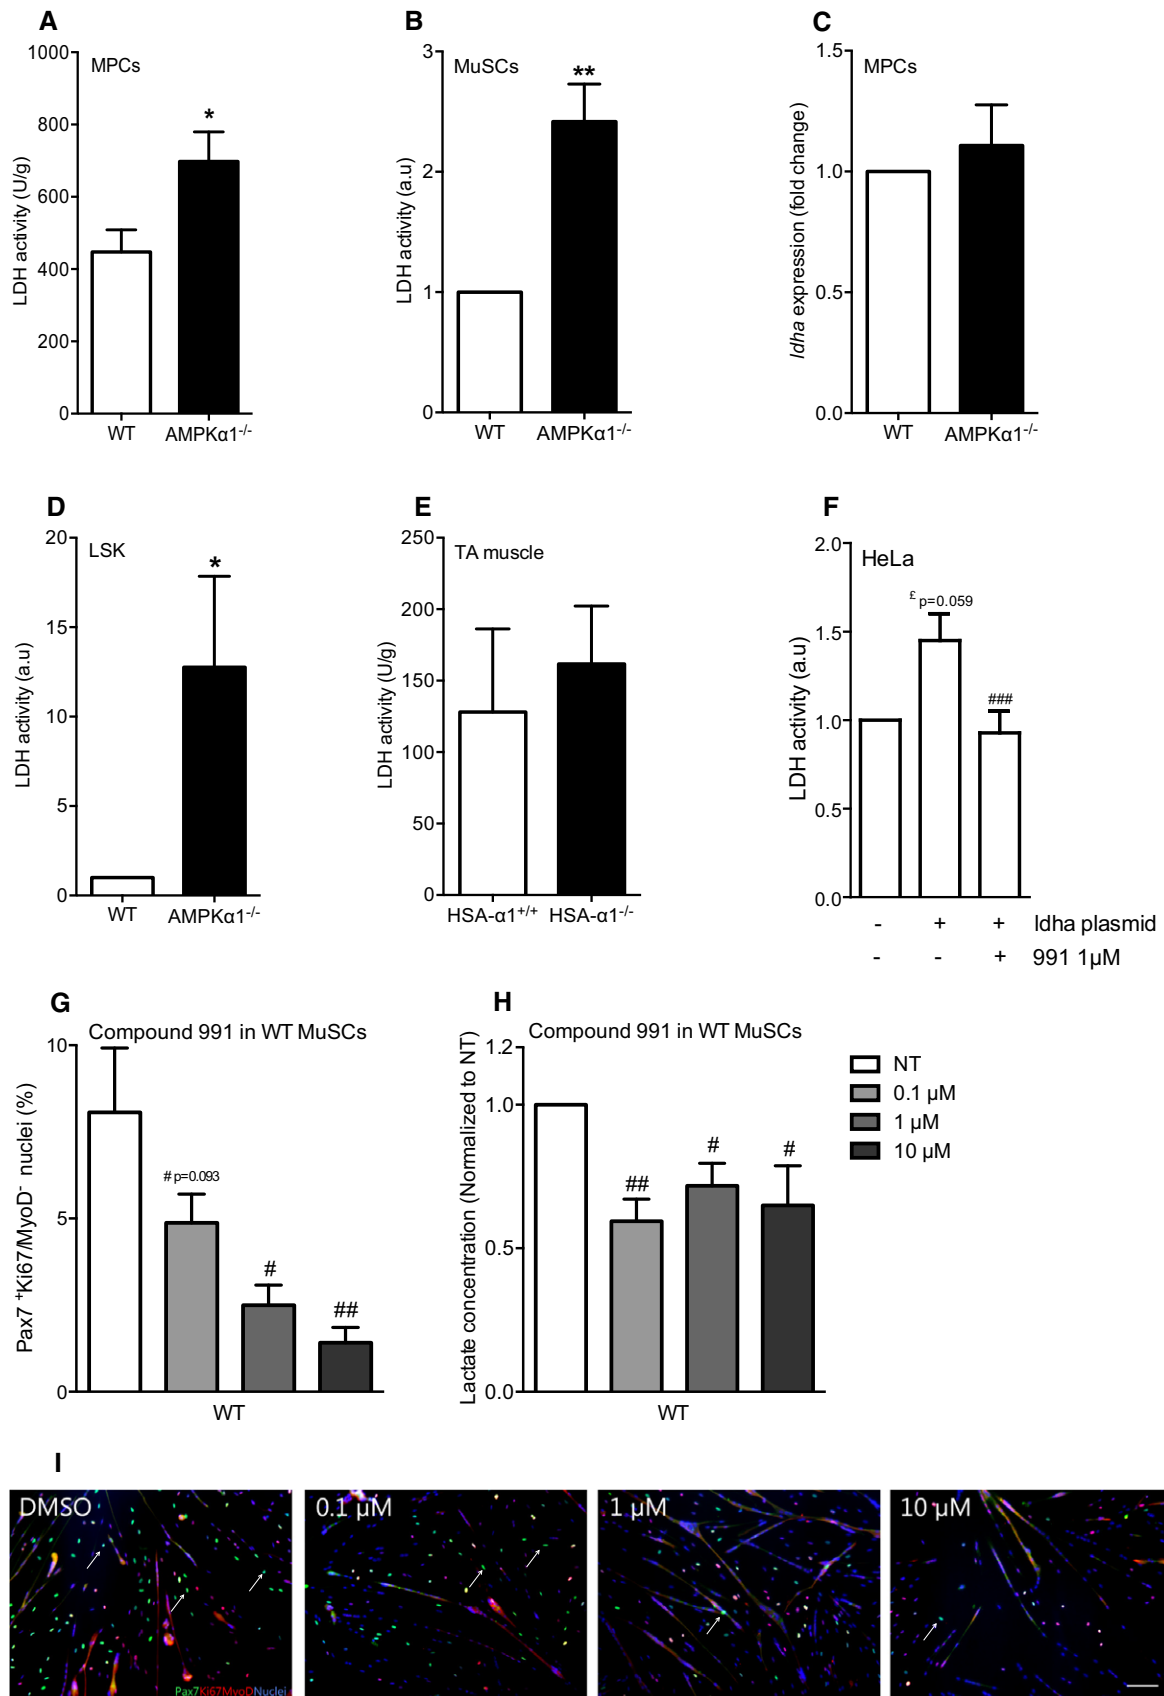 A
B
C
1000
800
600
400
200
0
LDH activity (U/g)
MPCs
*
WT
AMPKα1-/-
3
2
1
0
LDH activity (a.u)
MuSCs
**
WT
AMPKα1-/-
1.5
1.0
0.5
0.0
ldha expression (fold change)
MPCs
WT
AMPKα1-/-
D
E
F
20
15
10
5
0
LDH activity (a.u)
LSK
*
WT
AMPKα1-/-
250
200
150
100
50
0
LDH activity (U/g)
TA muscle
HSA-α1+/+
HSA-α1-/-
2.0
1.5
1.0
0.5
0.0
LDH activity (a.u)
HeLa
£ p=0.059
###
- + + ldha plasmid
- - + 991 1µM
G
H
Compound 991 in WT MuSCs
10
5
0
Pax7 +Ki67/MyoD- nuclei (%)
# p=0.093
#
##
WT
Compound 991 in WT MuSCs
1.2
1.0
0.5
0.0
Lactate concentration (Normalized to NT)
##
#
#
WT
NT
0.1 µM
1 µM
10 µM
I
DMSO
0.1 µM
1 µM
10 µM
Pax7Ki67MyoDNuclei